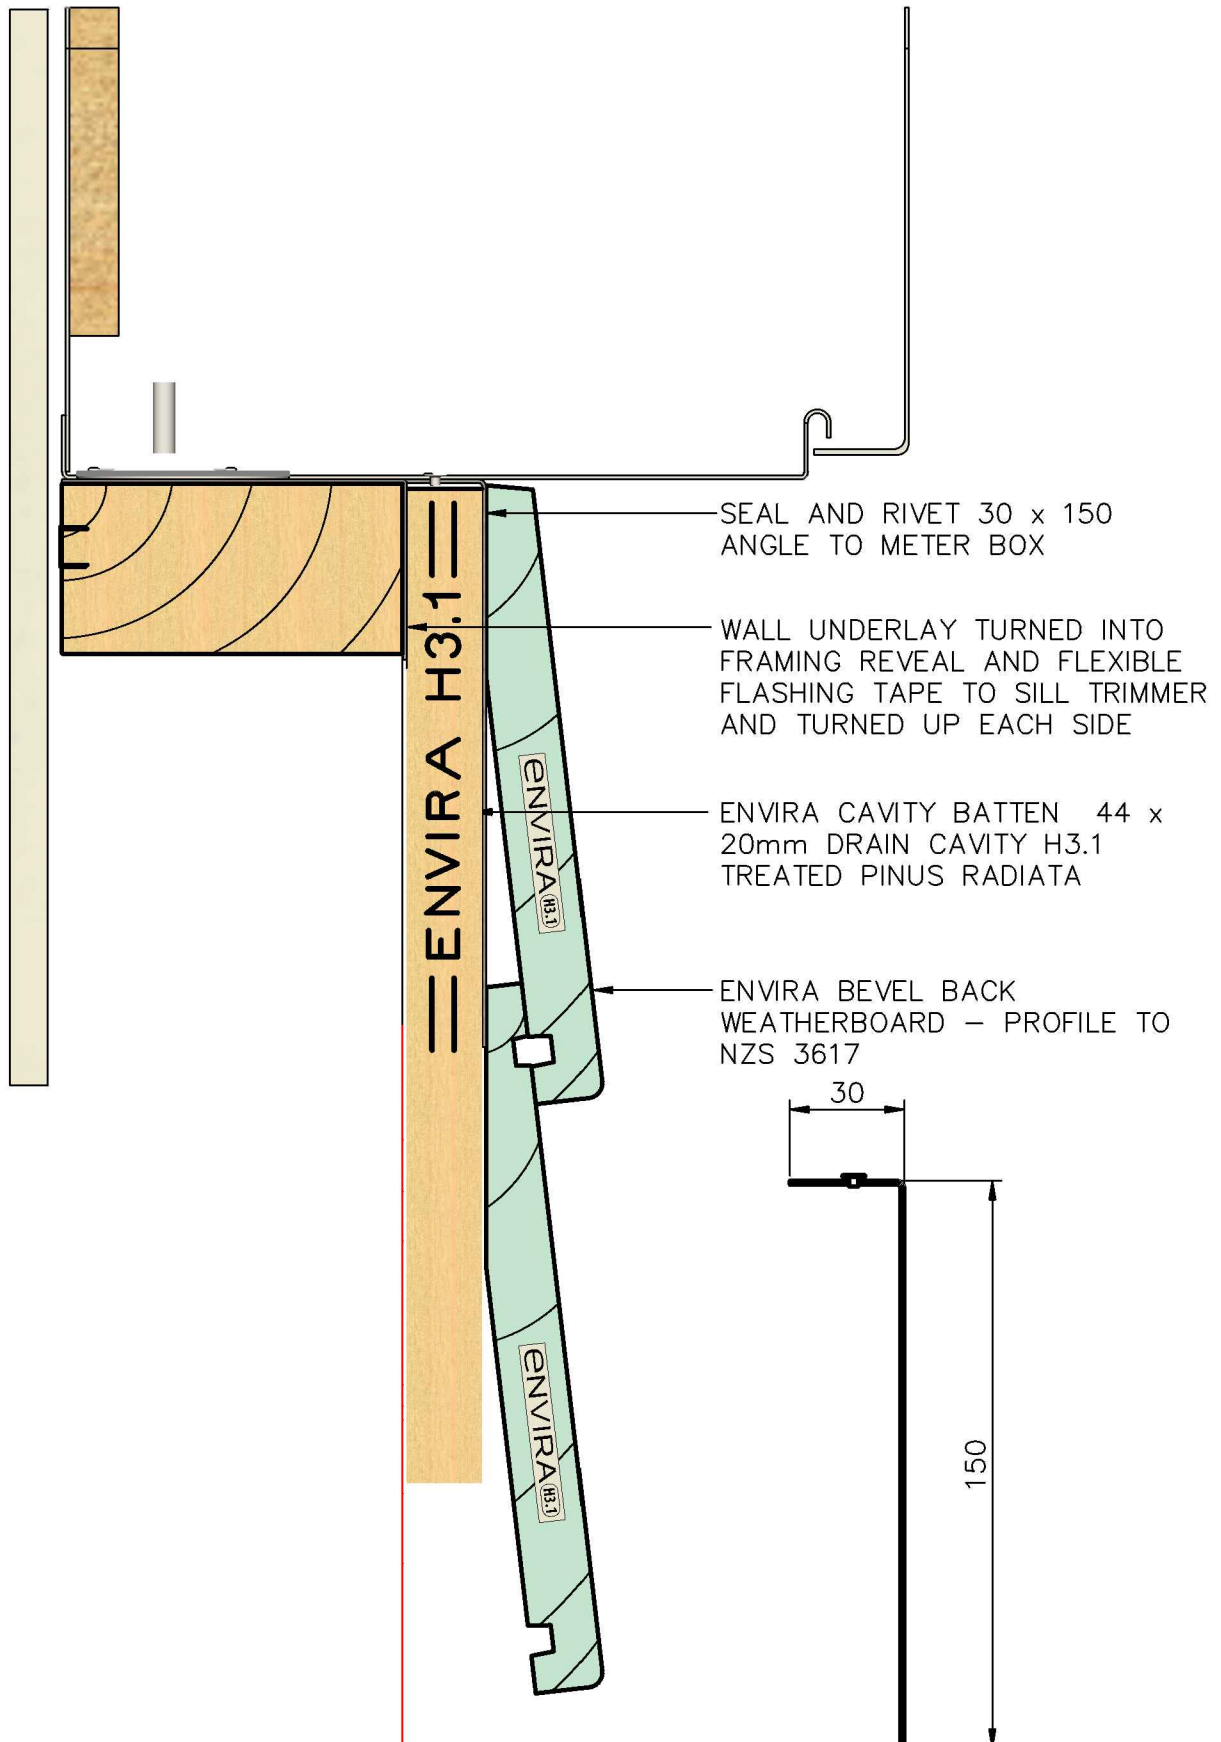 SEAL AND RIVET 30 x 150
ANGLE TO METER BOX
WALL UNDERLAY TURNED INTO
FRAMING REVEAL AND FLEXIBLE
FLASHING TAPE TO SILL TRIMMER
AND TURNED UP EACH SIDE
ENVIRA CAVITY BATTEN 44 x
20mm DRAIN CAVITY H3.1
TREATED PINUS RADIATA
ENVIRA BEVEL BACK
WEATHERBOARD – PROFILE TO
NZS 3617
ENVIRA H3.1
ENVIRA H3.1
ENVIRA H3.1
30
150